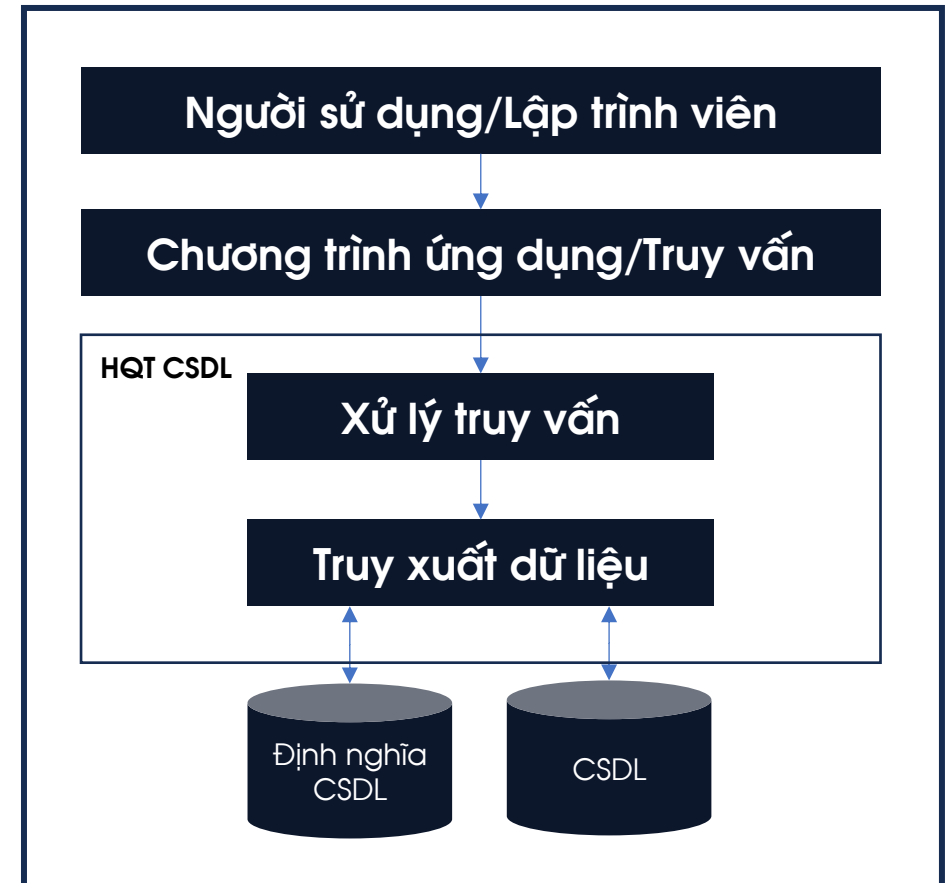 Người sử dụng/Lập trình viên
Chương trình ứng dụng/Truy vấn
HQT CSDL
Xử lý truy vấn
Truy xuất dữ liệu
Định nghĩa
CSDL
CSDL